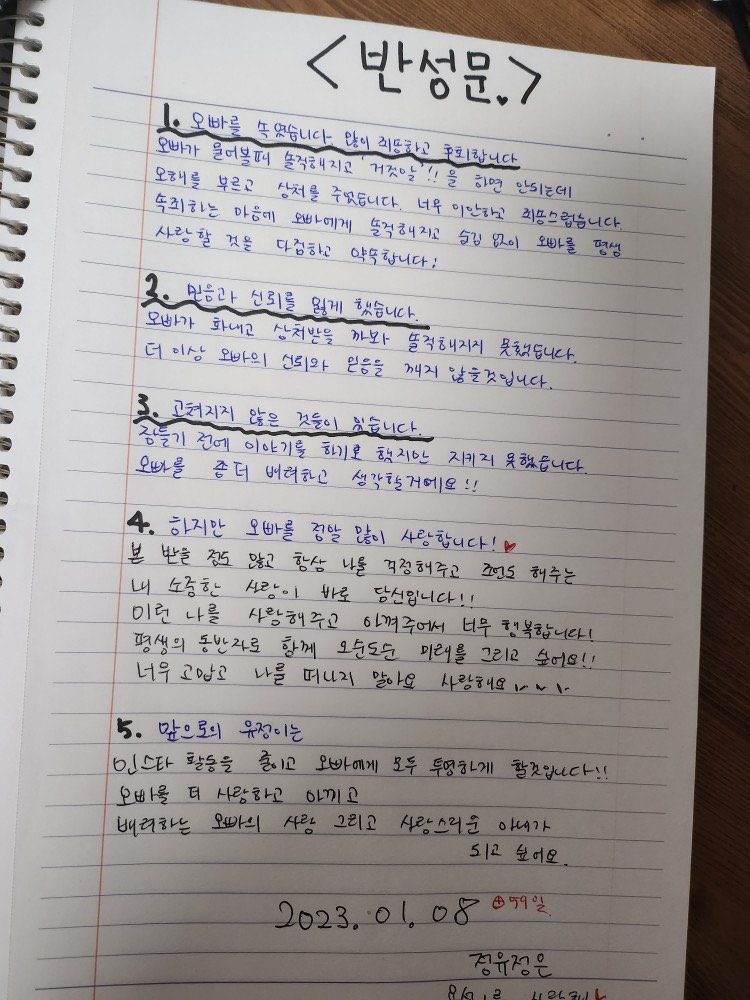 <반성문.>
1. 오빠를 속였습니다 많이 죄송하고 후회합니다
오빠가 물어볼때 솔직해지고 '거짓말'!! 을 하면 안되는데
오해를 부르고 상처를 주었습니다. 너무 미안하고 죄송스럽습니다.
속죄하는 마음에 오빠에게 솔직해지고 숨김 없이 오빠를 평생
사랑할 것을 다짐하고 약속합니다!
2. 믿음과 신뢰를 잃게 했습니다.
오빠가 화내고 상처받을 까봐 솔직해지지 못했습니다.
더 이상 오빠의 신뢰와 믿음을 깨지 않을것입니다.
3. 고쳐지지 않은 것들이 있습니다.
잠들기 전에 이야기를 하기로 했지만 지키지 못했습니다.
오빠를 좀 더 배려하고 생각할거에요!!
4. 하지만 오빠를 정말 많이 사랑합니다!
본 받을 점도 많고 항상 나를 걱정해주고 조언도 해주는
내 소중한 사랑이 바로 당신입니다!!
이런 나를 사랑해주고 아껴주어서 너무 행복합니다!
평생의 동반자로 함께 오순도순 미래를 그리고 싶어요!!
너무 고맙고 나를 떠나지 말아요 사랑해요
5. 앞으로의 유정이는
인스타 활동을 줄이고 오빠에게 모두 투명하게 할것입니다!!
오빠를 더 사랑하고 아끼고
배려하는 오빠의 사랑 그리고 사랑스러운 아내가
되고 싶어요.
2023. 01. 08 +59일
정유정은